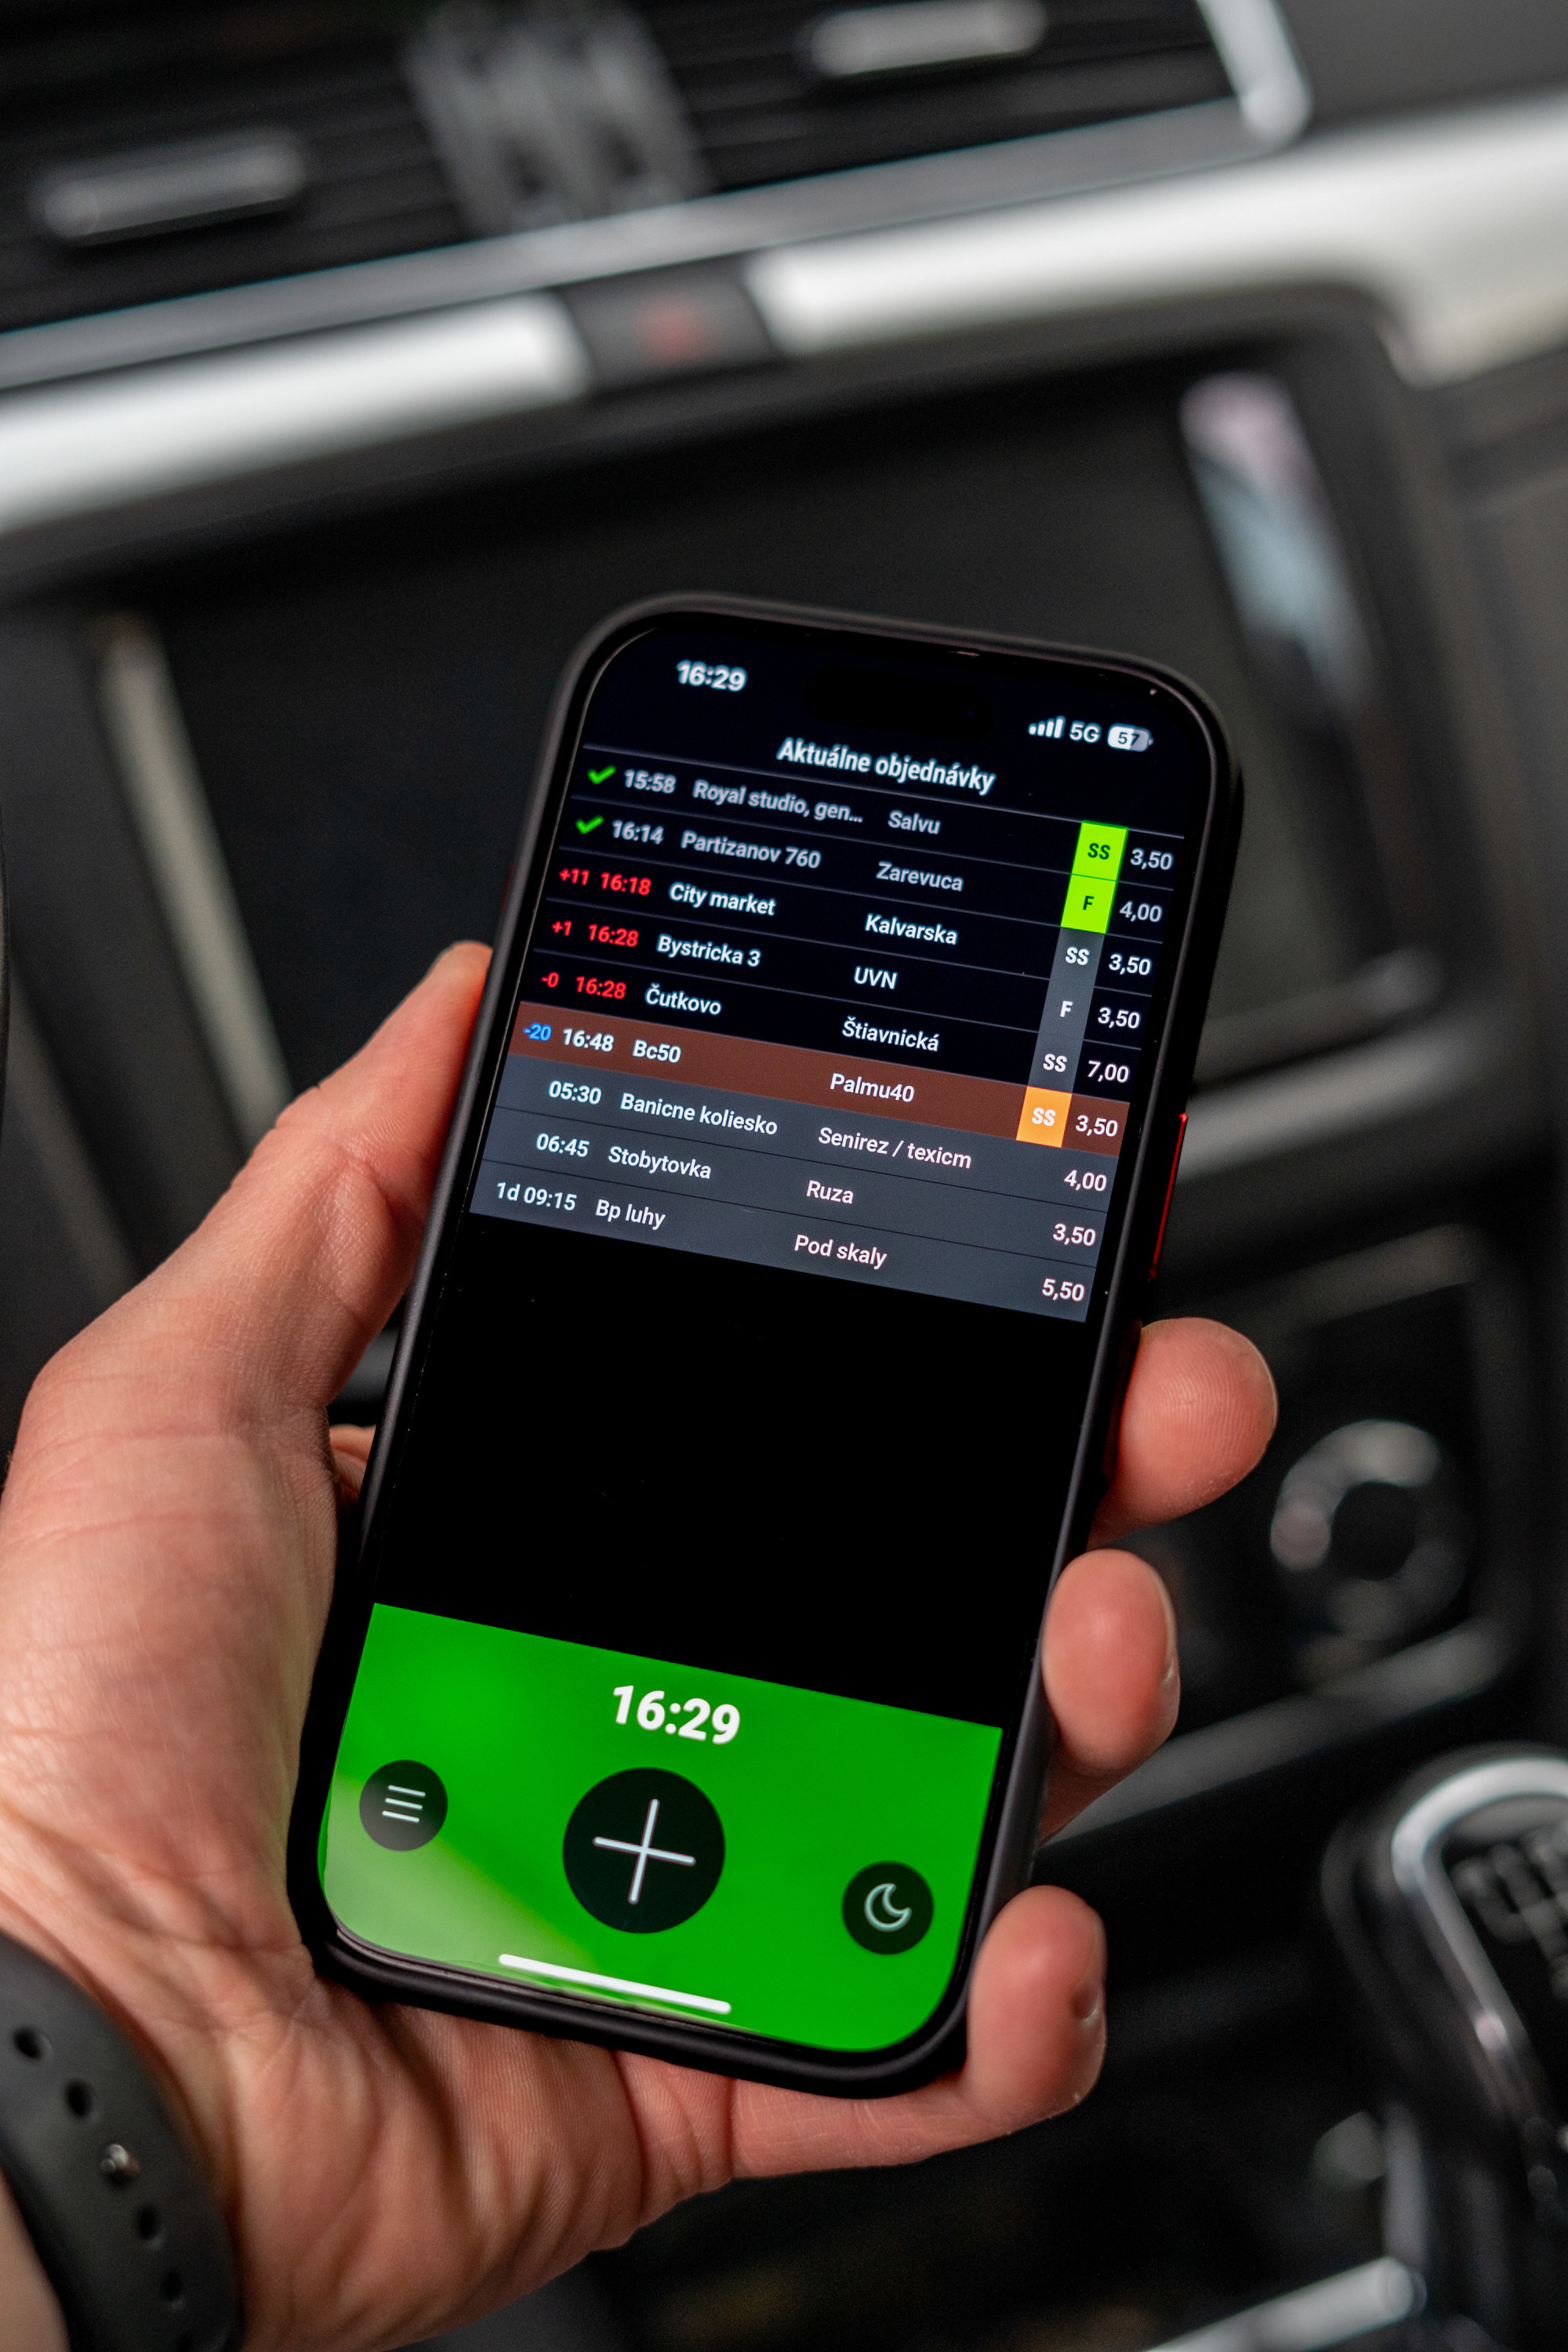 16:29 5G 57
Aktuálne objednávky
15:58 Royal studio, gen... Salvu SS 3,50
16:14 Partizanov 760 Zarevuca F 4,00
+11 16:18 City market Kalvarska SS 3,50
+1 16:28 Bystricka 3 UVN F 3,50
-0 16:28 Čutkovo Štiavnická SS 7,00
-20 16:48 Bc50 Palmu40 SS 3,50
05:30 Banicne koliesko Senirez / texicm 4,00
06:45 Stobytovka Ruza 3,50
1d 09:15 Bp luhy Pod skaly 5,50
16:29